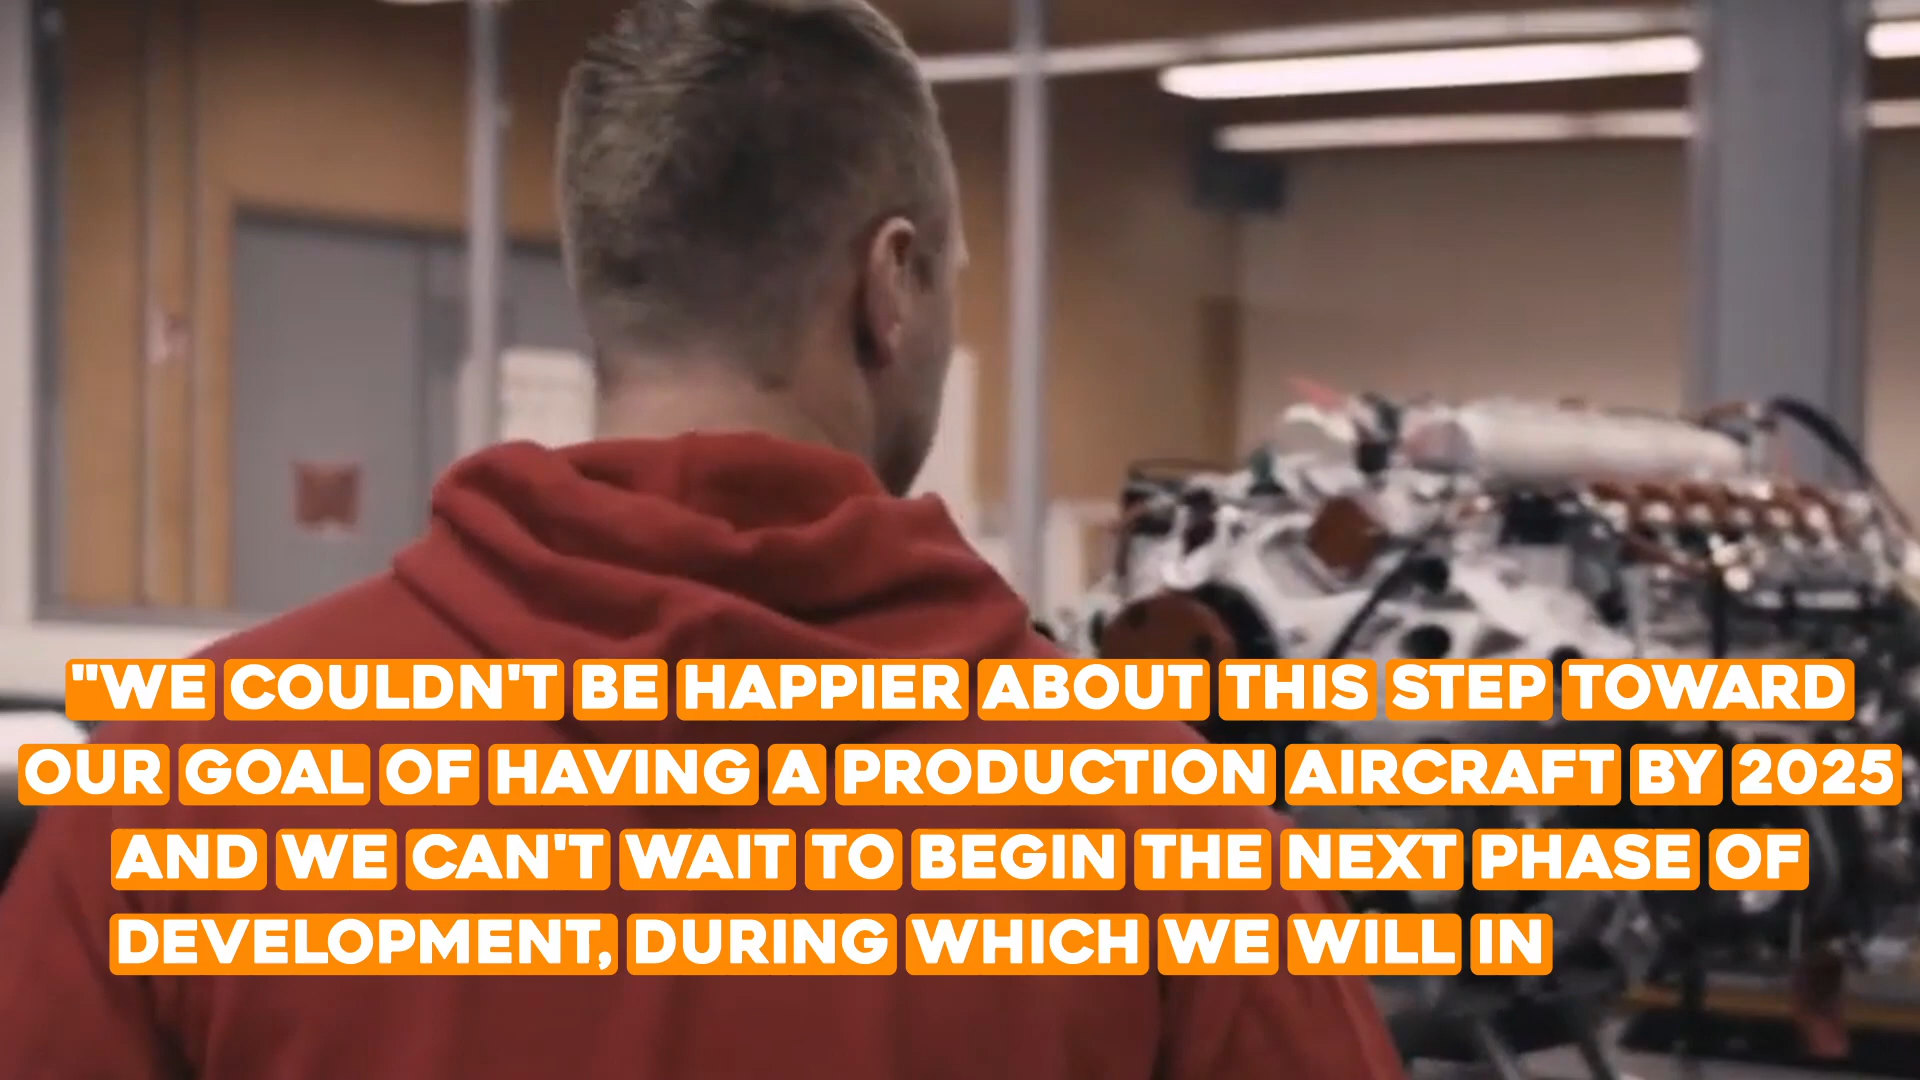 "WE COULDN'T BE HAPPIER ABOUT THIS STEP TOWARD
OUR GOAL OF HAVING A PRODUCTION AIRCRAFT BY 2025
AND WE CAN'T WAIT TO BEGIN THE NEXT PHASE OF
DEVELOPMENT, DURING WHICH WE WILL IN